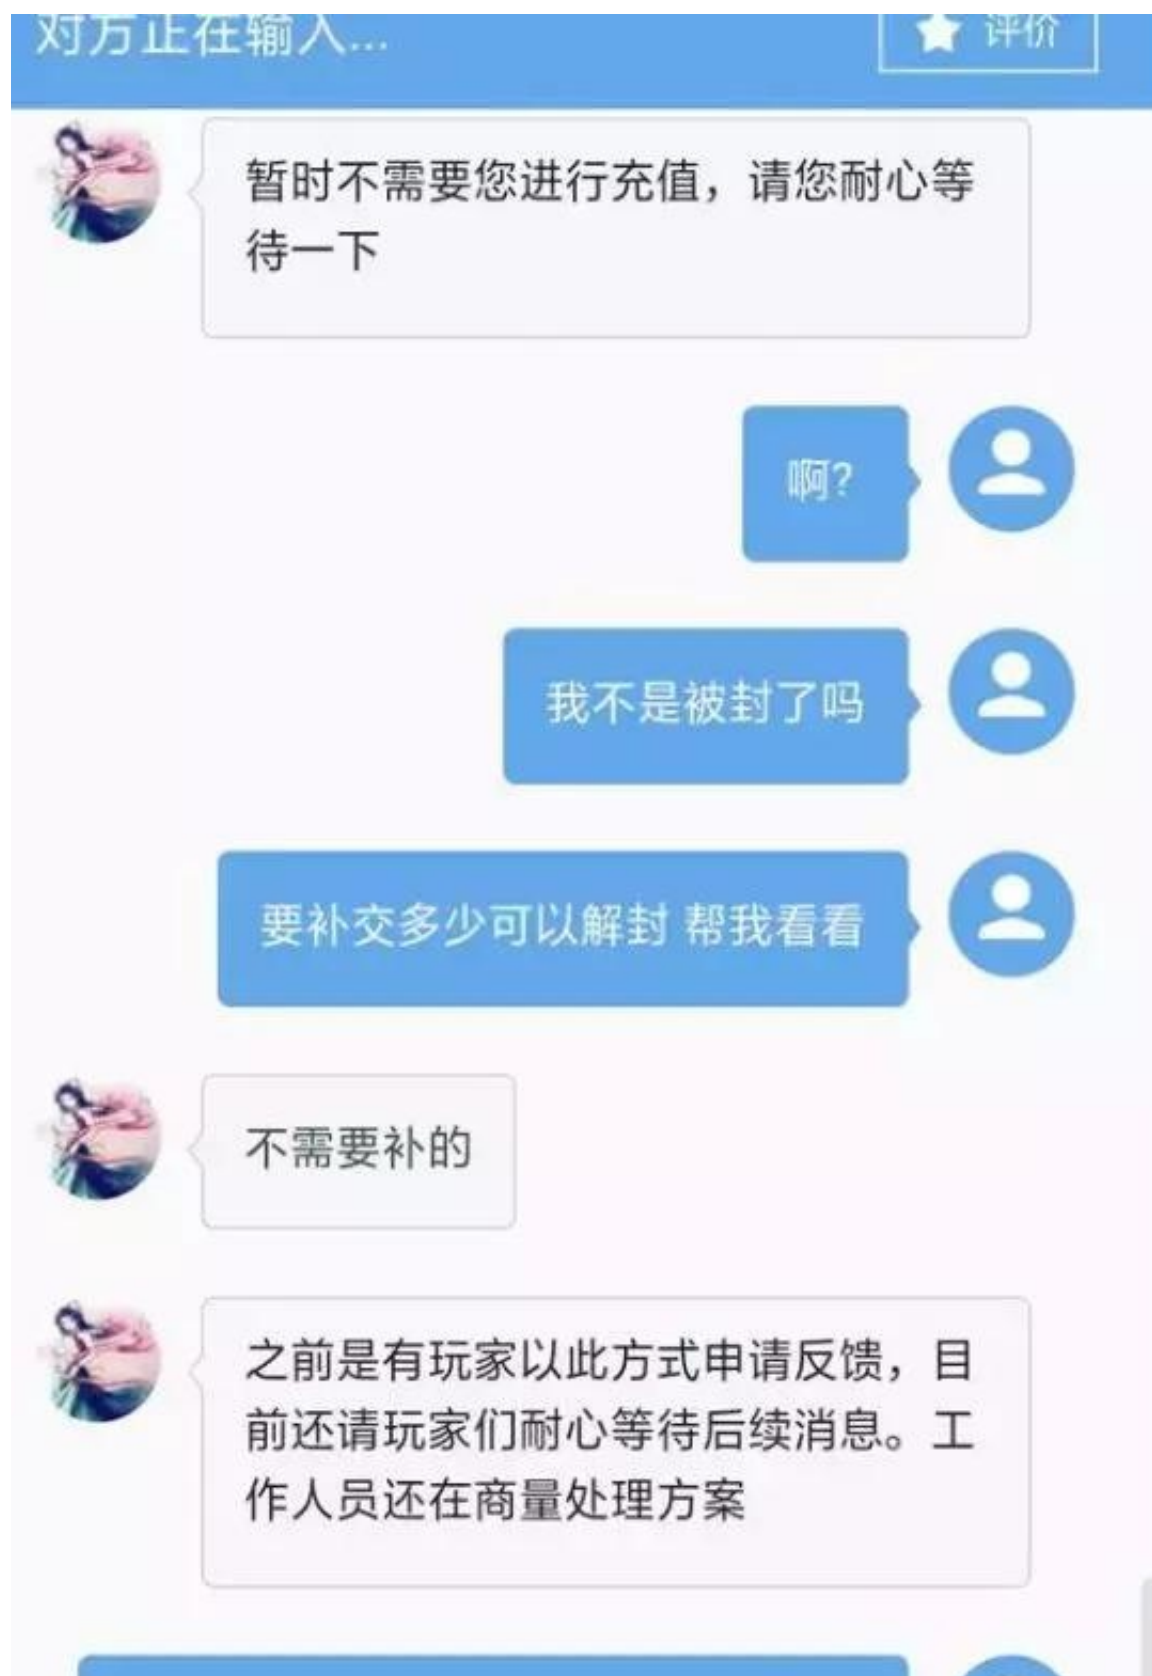 对方正在输入...
评价
暂时不需要您进行充值，请您耐心等
待一下
啊?
我不是被封了吗
要补交多少可以解封 帮我看看
不需要补的
之前是有玩家以此方式申请反馈，目
前还请玩家们耐心等待后续消息。工
作人员还在商量处理方案